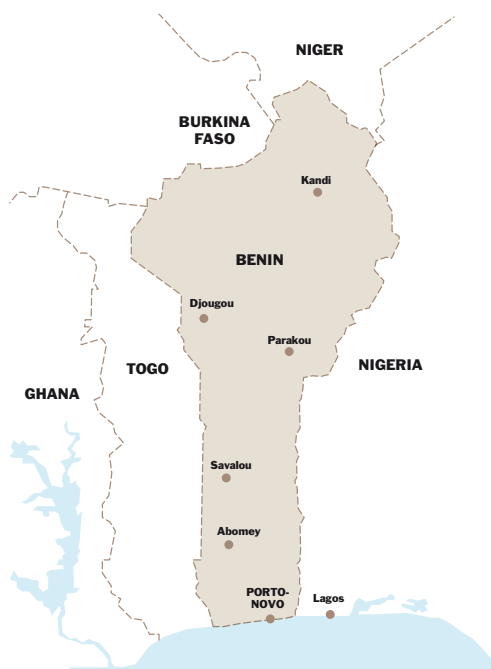 NIGER
BURKINA
FASO
Kandi
BENIN
Djougou
Parakou
TOGO
NIGERIA
GHANA
Savalou
Abomey
PORTO-
NOVO
Lagos